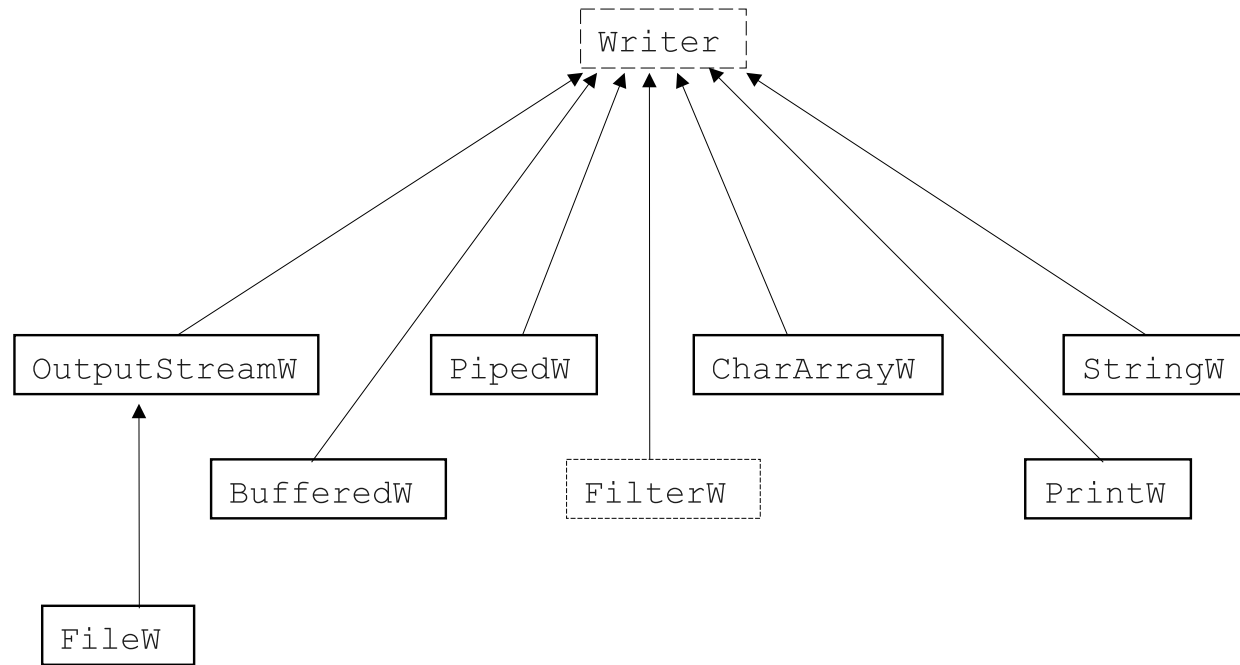 Writer
OutputStreamW
PipedW
CharArrayW
StringW
BufferedW
FilterW
PrintW
FileW